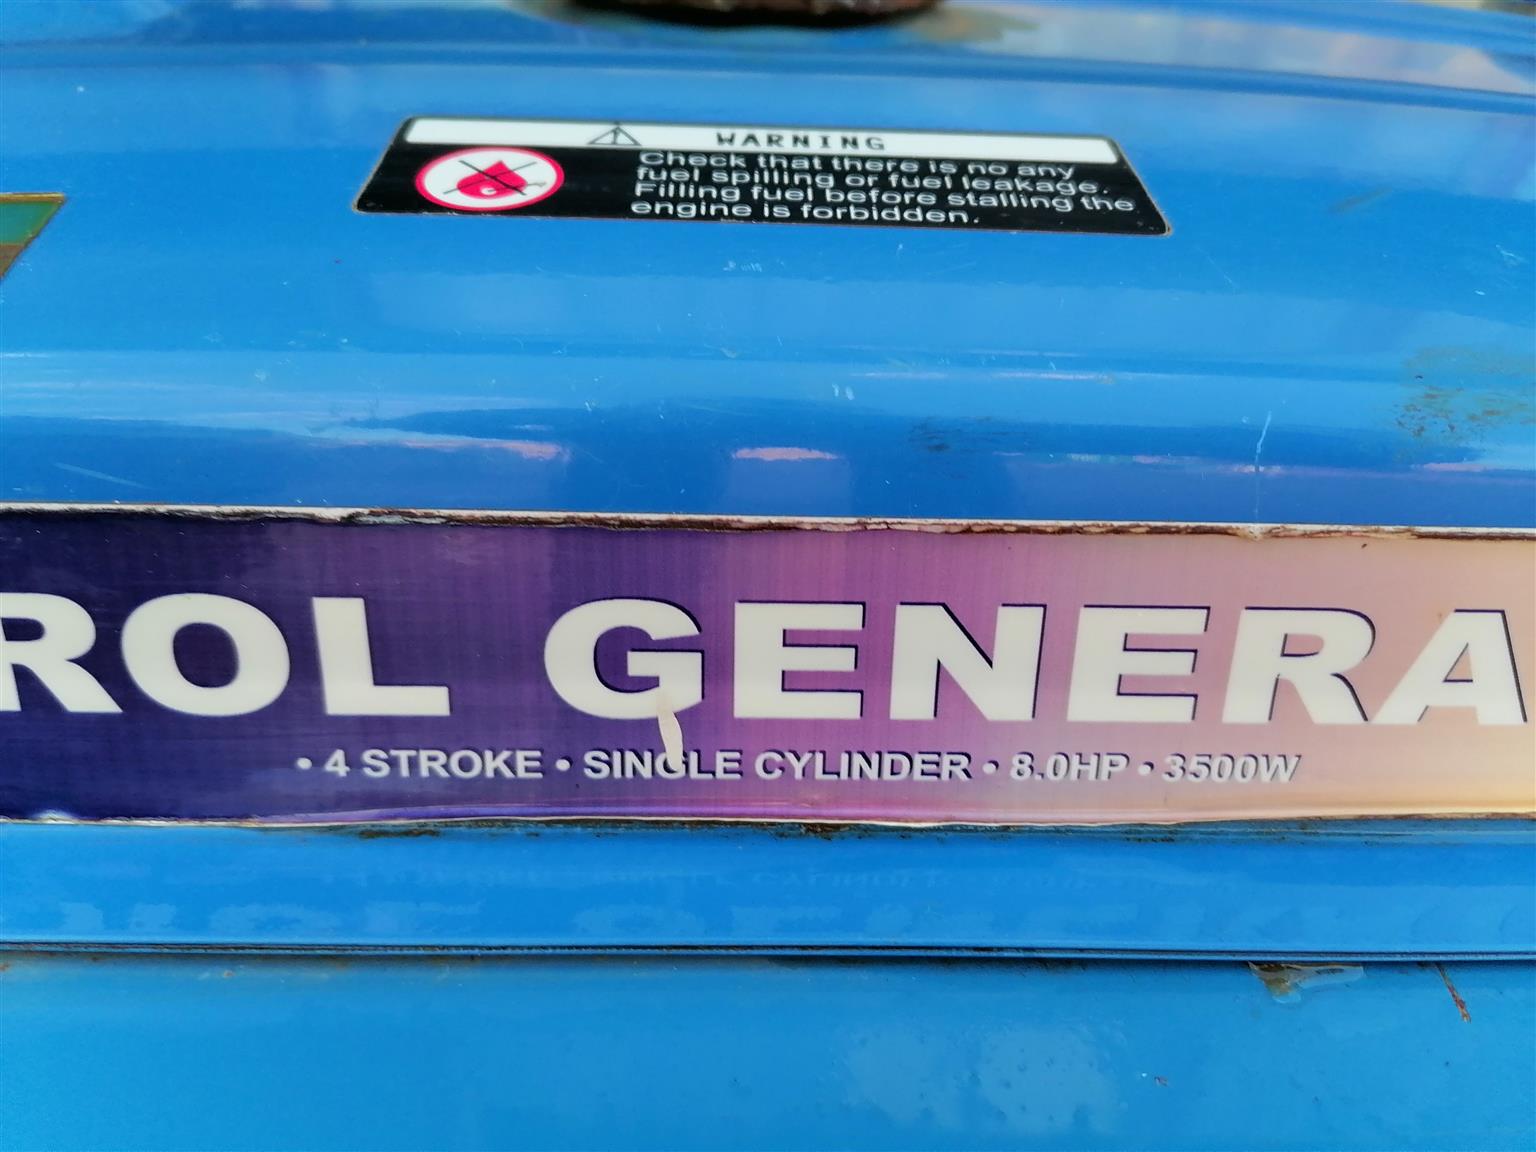 WARNING
Check that there is no any
fuel spilling or fuel leakage.
Filling fuel before stalling the
engine is forbidden.
ROL GENERA
• 4 STROKE • SINGLE CYLINDER • 8.0HP • 3500W